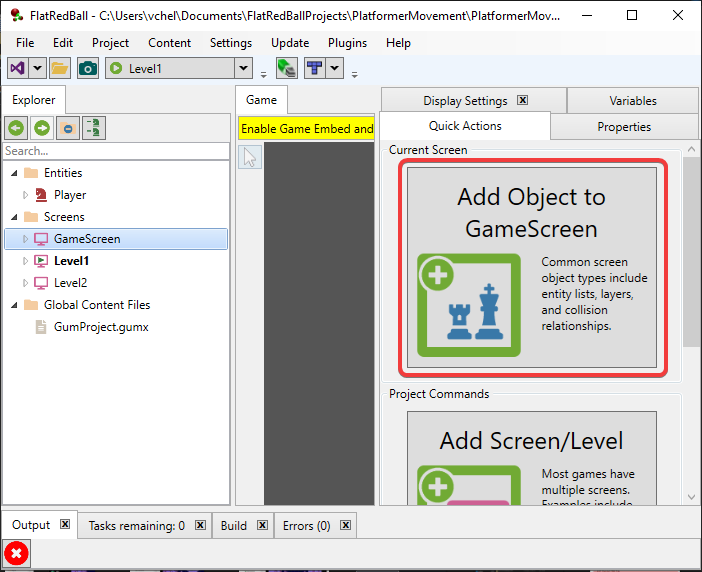 FlatRedBall - C:\Users\vchel\Documents\FlatRedBallProjects\PlatformerMovement\PlatformerMov...
File Edit Project Content Settings Update Plugins Help
Level1
Explorer
Game
Display Settings
Variables
Quick Actions
Properties
Enable Game Embed and
Search...
Entities
Player
Screens
GameScreen
Level1
Level2
Global Content Files
GumProject.gumx
Current Screen
Add Object to
GameScreen
Common screen
object types include
entity lists, layers,
and collision
relationships.
Project Commands
Add Screen/Level
Most games have
multiple screens.
Examples include
Output
Tasks remaining: 0
Build
Errors (0)